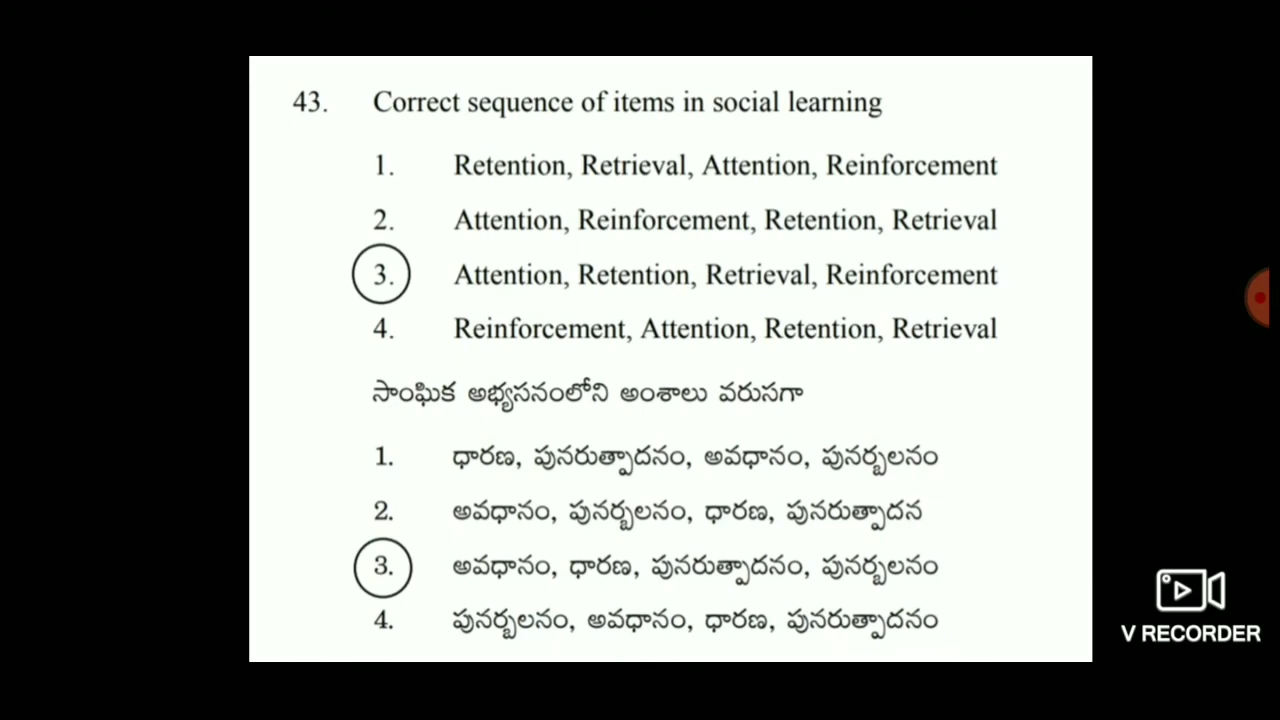 43. Correct sequence of items in social learning
1. Retention, Retrieval, Attention, Reinforcement
2. Attention, Reinforcement, Retention, Retrieval
3. Attention, Retention, Retrieval, Reinforcement
4. Reinforcement, Attention, Retention, Retrieval
సాంఘిక అభ్యసనంలోని అంశాలు వరుసగా
1. ధారణ, పునరుత్పాదనం, అవధానం, పునర్బలనం
2. అవధానం, పునర్బలనం, ధారణ, పునరుత్పాదన
3. అవధానం, ధారణ, పునరుత్పాదనం, పునర్బలనం
4. పునర్బలనం, అవధానం, ధారణ, పునరుత్పాదనం
V RECORDER